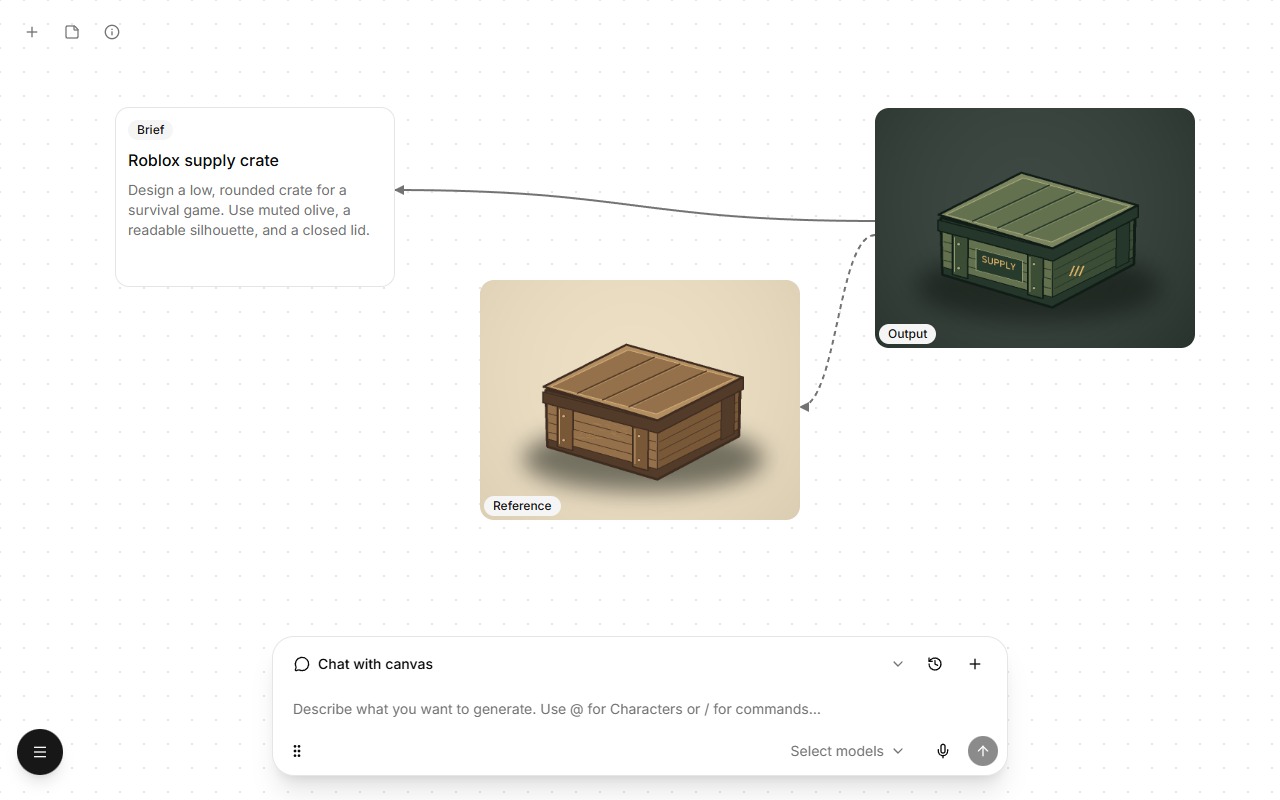 Brief
Roblox supply crate
Design a low, rounded crate for a
survival game. Use muted olive, a
readable silhouette, and a closed lid.
SUPPLY
Output
Reference
Chat with canvas
Describe what you want to generate. Use @ for Characters or / for commands...
Select models